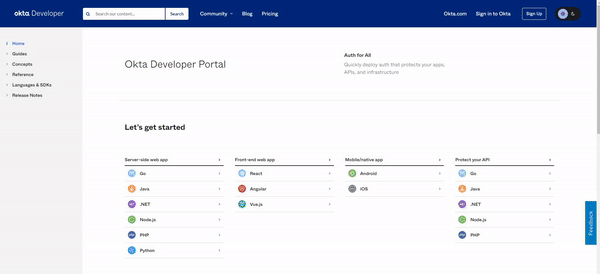 okta Developer
Search our content...
Search
Community
Blog
Pricing
Okta.com
Sign in to Okta
Sign Up
Home
Guides
Concepts
Reference
Languages & SDKs
Release Notes
Okta Developer Portal
Auth for All
Quickly deploy auth that protects your apps,
APIs, and infrastructure
Let's get started
Server-side web app
Go
Java
.NET
Node.js
PHP
Python
Front-end web app
React
Angular
Vue.js
Mobile/native app
Android
iOS
Protect your API
Go
Java
.NET
Node.js
PHP
Feedback